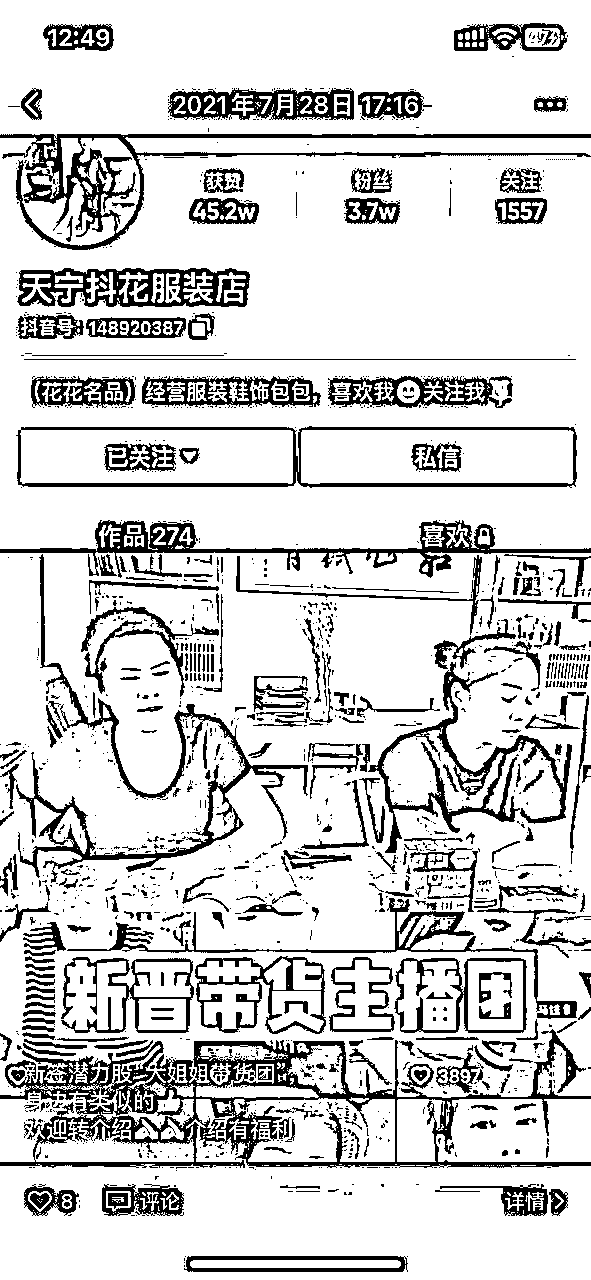 12:49
2021年7月28日 17:16
获赞 粉丝 关注
45.2w 3.7w 1557
天宁抖花服装店
抖音号: 148920387
（花花名品）经营服装鞋饰包包，喜欢我😊关注我🌹
已关注 私信
作品 274 喜欢
新晋带货主播团
3897
新签潜力股“大姐姐带货团”
身边有类似的👍
欢迎转介绍🙏🙏介绍有福利
8 评论 详情